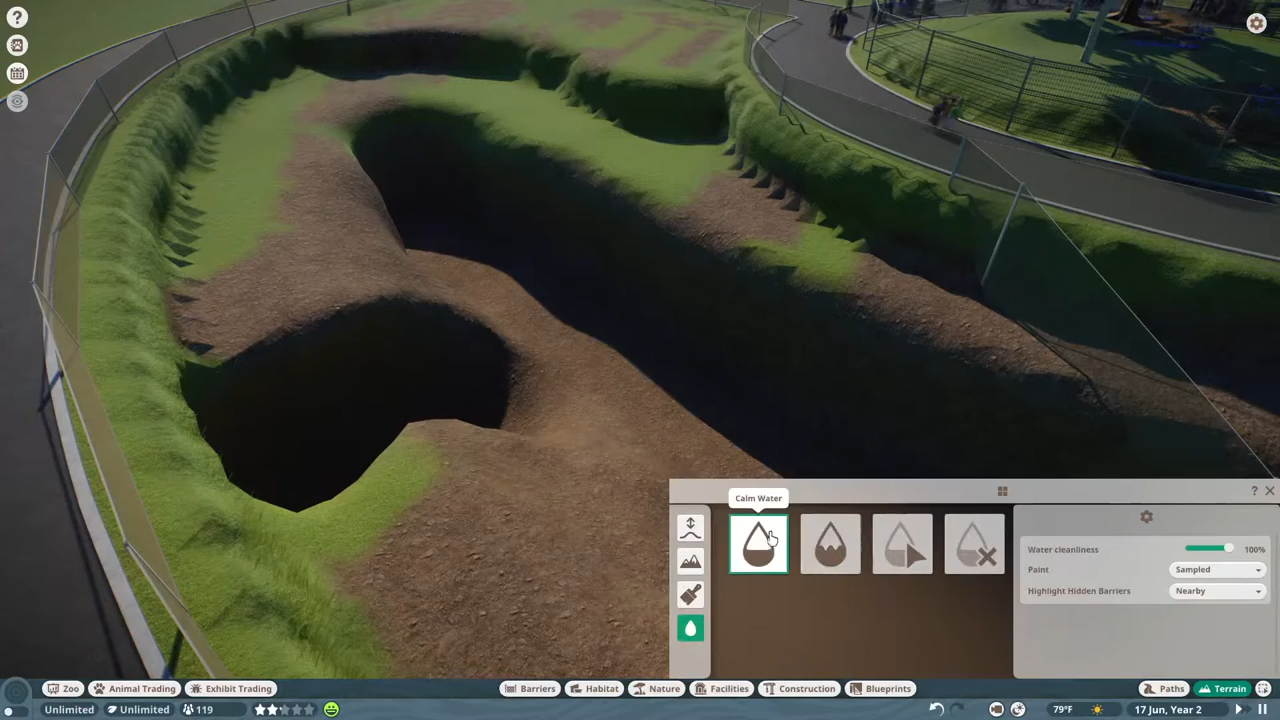 ?
Calm Water
?
Water cleanliness 100%
Paint Sampled
Highlight Hidden Barriers Nearby
Zoo Animal Trading Exhibit Trading Barriers Habitat Nature Facilities Construction Blueprints Paths Terrain
Unlimited Unlimited 119 79°F 17 Jun, Year 2